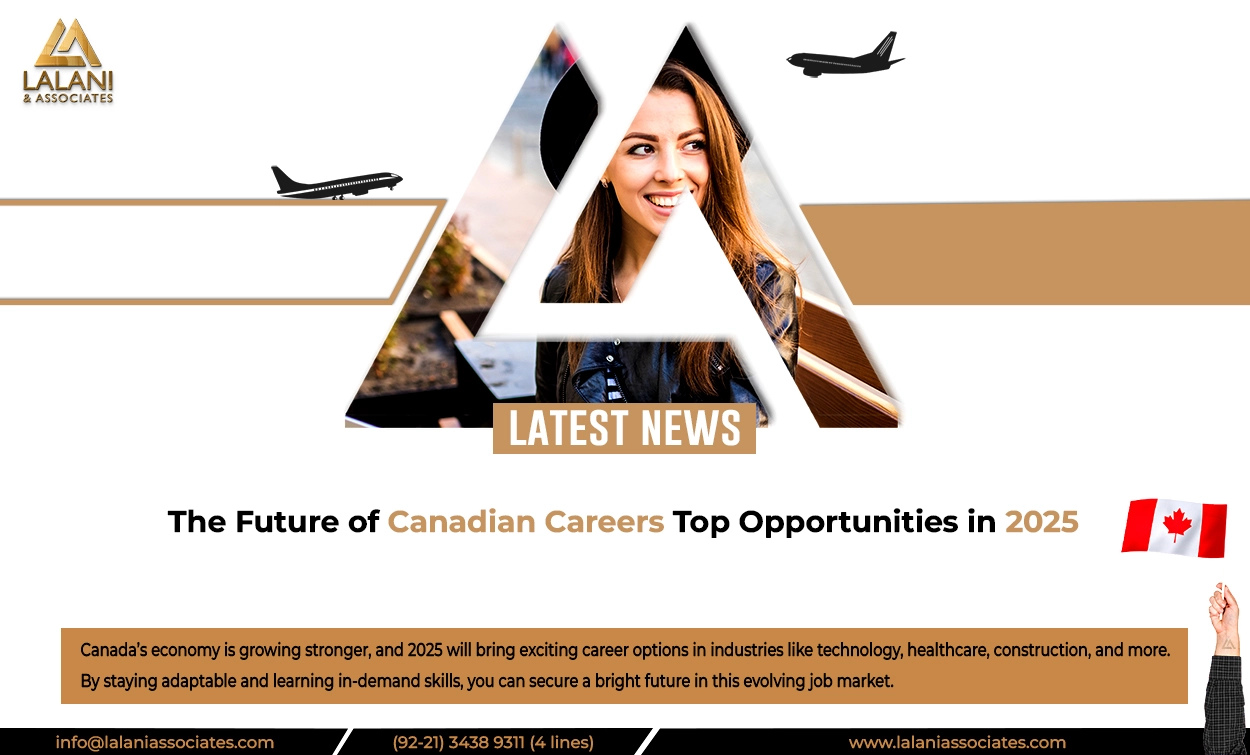 LALANI
& ASSOCIATES
LATEST NEWS
The Future of Canadian Careers Top Opportunities in 2025
Canada's economy is growing stronger, and 2025 will bring exciting career options in industries like technology, healthcare, construction, and more.
By staying adaptable and learning in-demand skills, you can secure a bright future in this evolving job market.
info@lalaniassociates.com
(92-21) 3438 9311 (4 lines)
www.lalaniassociates.com